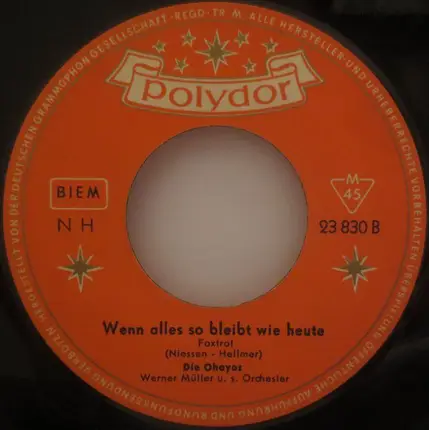 DEUTSCHEN GRAMMOPHON GESELLSCHAFT · REGD · TR M. ALLE HERSTELLER- UND URHEBERRECHTE VORBEHALTEN
polydor
BIEM
M
45
N H
23 830 B
Wenn alles so bleibt wie heute
Foxtrot
(Niessen - Hellmer)
Die Ohayos
Werner Müller u. s. Orchester
HERGESTELLT VON DER